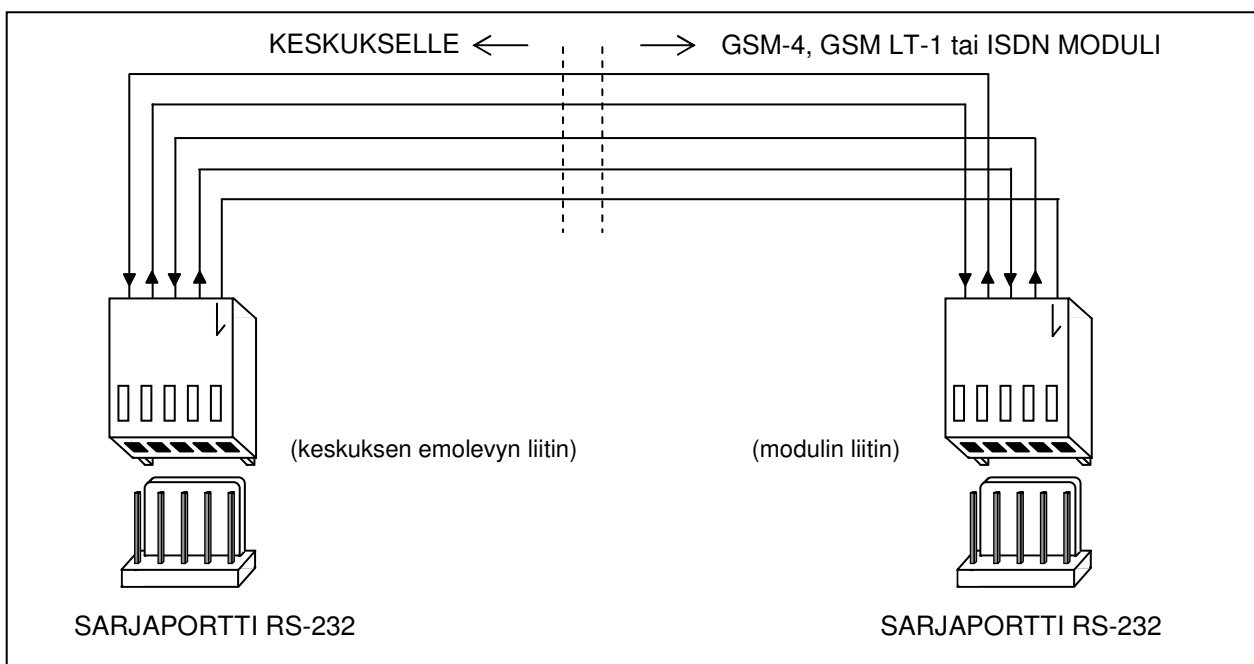 KESKUKSELLE
GSM-4, GSM LT-1 tai ISDN MODULI
(keskuksen emolevyn liitin)
(modulin liitin)
SARJAPORTTI RS-232
SARJAPORTTI RS-232